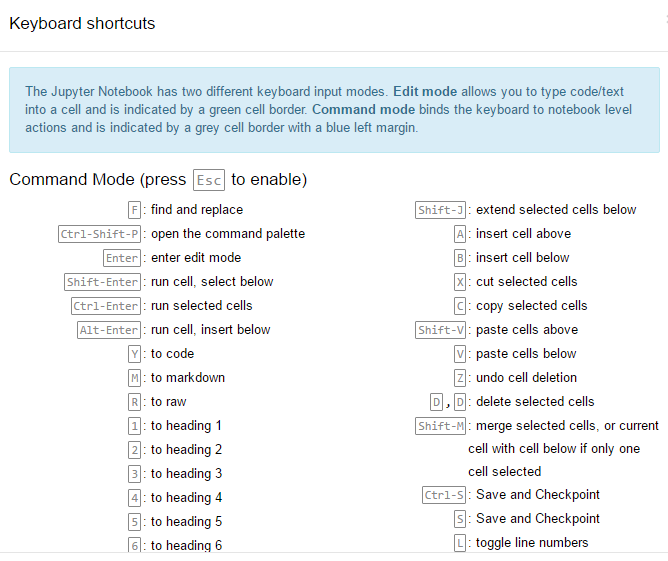 Keyboard shortcuts
The Jupyter Notebook has two different keyboard input modes. Edit mode allows you to type code/text
into a cell and is indicated by a green cell border. Command mode binds the keyboard to notebook level
actions and is indicated by a grey cell border with a blue left margin.
Command Mode (press Esc to enable)
F: find and replace
Ctrl-Shift-P: open the command palette
Enter: enter edit mode
Shift-Enter: run cell, select below
Ctrl-Enter: run selected cells
Alt-Enter: run cell, insert below
Y: to code
M: to markdown
R: to raw
1: to heading 1
2: to heading 2
3: to heading 3
4: to heading 4
5: to heading 5
6: to heading 6
Shift-J: extend selected cells below
A: insert cell above
B: insert cell below
X: cut selected cells
C: copy selected cells
Shift-V: paste cells above
V: paste cells below
Z: undo cell deletion
D,D: delete selected cells
Shift-M: merge selected cells, or current
cell with cell below if only one
cell selected
Ctrl-S: Save and Checkpoint
S: Save and Checkpoint
L: toggle line numbers